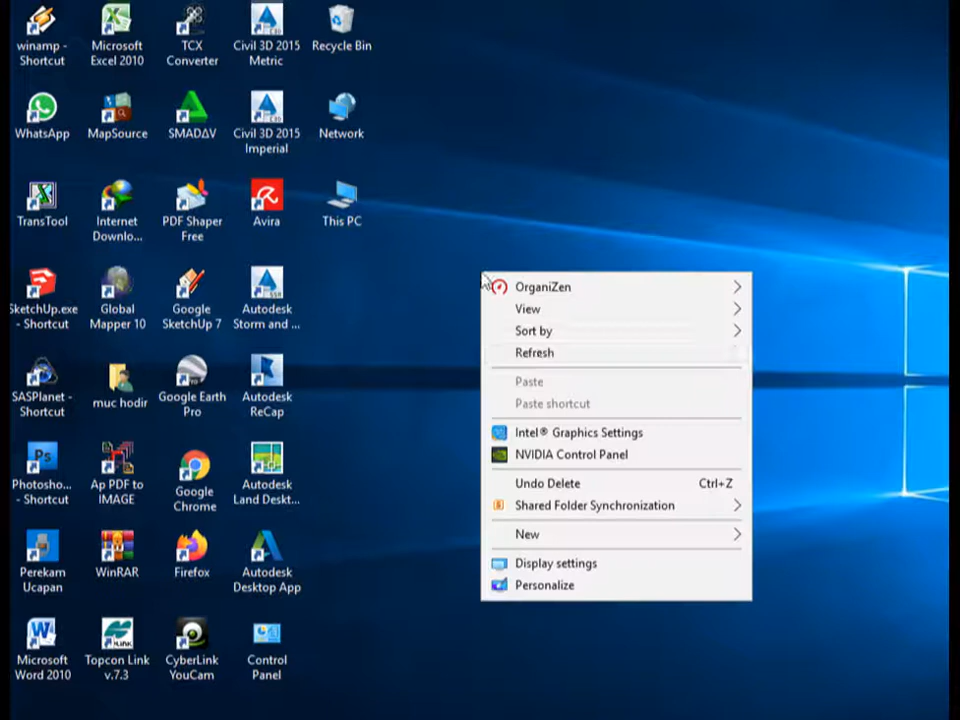 winamp -
Shortcut
Microsoft
Excel 2010
TCX
Converter
Civil 3D 2015
Metric
Recycle Bin
WhatsApp
MapSource
SMADΔV
Civil 3D 2015
Imperial
Network
TransTool
Internet
Downlo...
PDF Shaper
Free
Avira
This PC
SketchUp.exe
- Shortcut
Global
Mapper 10
Google
SketchUp 7
Autodesk
Storm and ...
SASPlanet -
Shortcut
muc hodir
Google Earth
Pro
Autodesk
ReCap
Ps
Photosho...
- Shortcut
Ap PDF to
IMAGE
Google
Chrome
Autodesk
Land Deskt...
Perekam
Ucapan
WinRAR
Firefox
Autodesk
Desktop App
Microsoft
Word 2010
Topcon Link
v.7.3
CyberLink
YouCam
Control
Panel
OrganiZen
View
Sort by
Refresh
Paste
Paste shortcut
Intel® Graphics Settings
NVIDIA Control Panel
Undo Delete Ctrl+Z
Shared Folder Synchronization
New
Display settings
Personalize